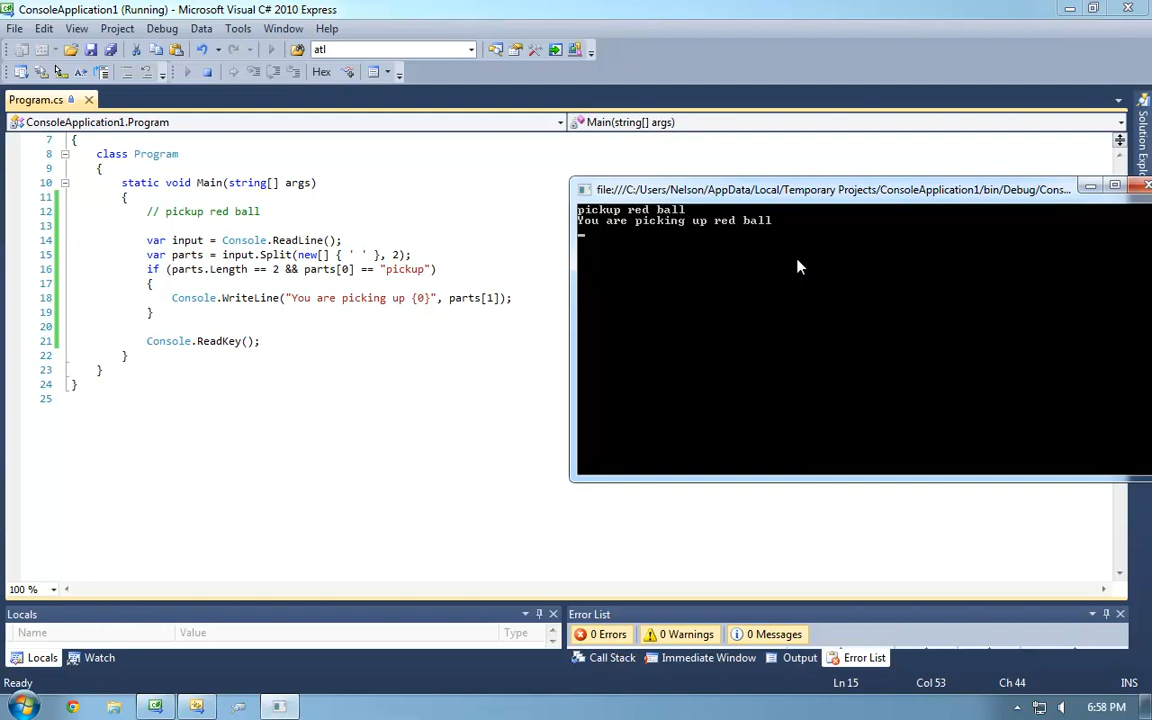 ConsoleApplication1 (Running) - Microsoft Visual C# 2010 Express
File Edit View Project Debug Data Tools Window Help
atl
Hex
Program.cs
ConsoleApplication1.Program
Main(string[] args)
7 {
8 class Program
9 {
10 static void Main(string[] args)
11 {
12 // pickup red ball
13
14 var input = Console.ReadLine();
15 var parts = input.Split(new[] { ' ' }, 2);
16 if (parts.Length == 2 && parts[0] == "pickup")
17 {
18 Console.WriteLine("You are picking up {0}", parts[1]);
19 }
20
21 Console.ReadKey();
22 }
23 }
24 }
25
file:///C:/Users/Nelson/AppData/Local/Temporary Projects/ConsoleApplication1/bin/Debug/Cons...
pickup red ball
You are picking up red ball
Solution Explo
100 %
Locals
Name Value Type
Locals Watch
Error List
0 Errors 0 Warnings 0 Messages
Call Stack Immediate Window Output Error List
Ready Ln 15 Col 53 Ch 44 INS
6:58 PM